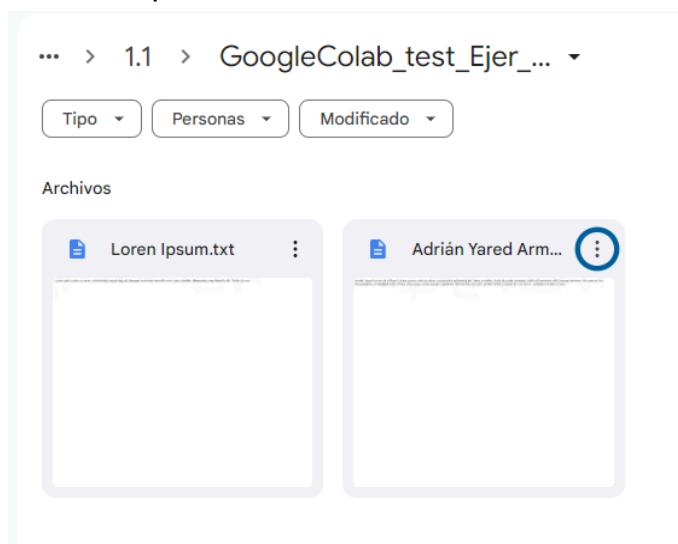 ... > 1.1 > GoogleColab_test_Ejer_...
Tipo Personas Modificado
Archivos
Loren Ipsum.txt Adrián Yared Arm...